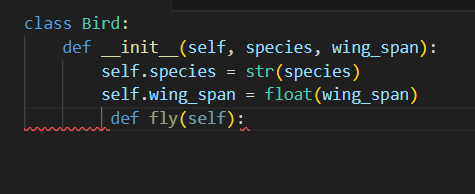 class Bird:
    def __init__(self, species, wing_span):
        self.species = str(species)
        self.wing_span = float(wing_span)
         def fly(self):